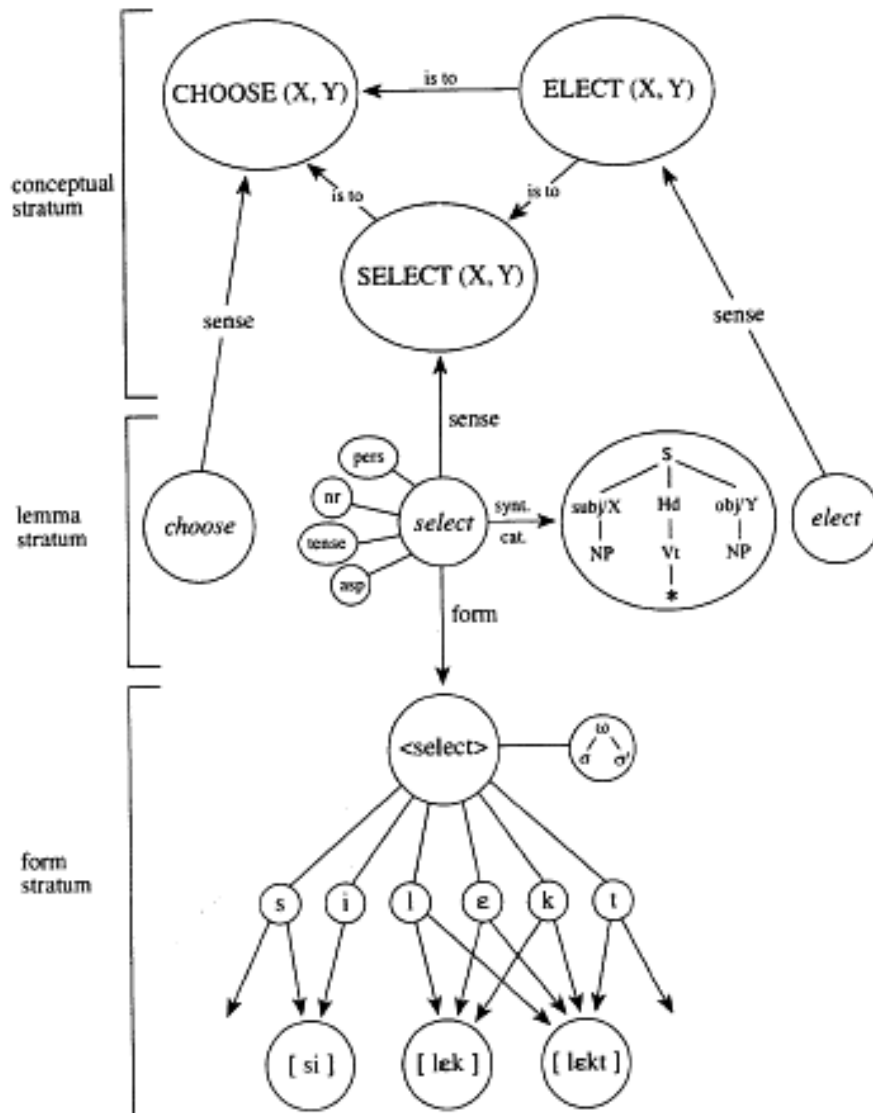 CHOOSE (X, Y)
is to
ELECT (X, Y)
is to
is to
conceptual
stratum
SELECT (X, Y)
sense
sense
sense
pers
nr
tense
asp
lemma
stratum
choose
select
synt.
cat.
S
subj/X Hd obj/Y
NP Vt NP
*
elect
form
<select>
ω
σ σ'
form
stratum
s i l ɛ k t
[ si ] [ lɛk ] [ lɛkt ]